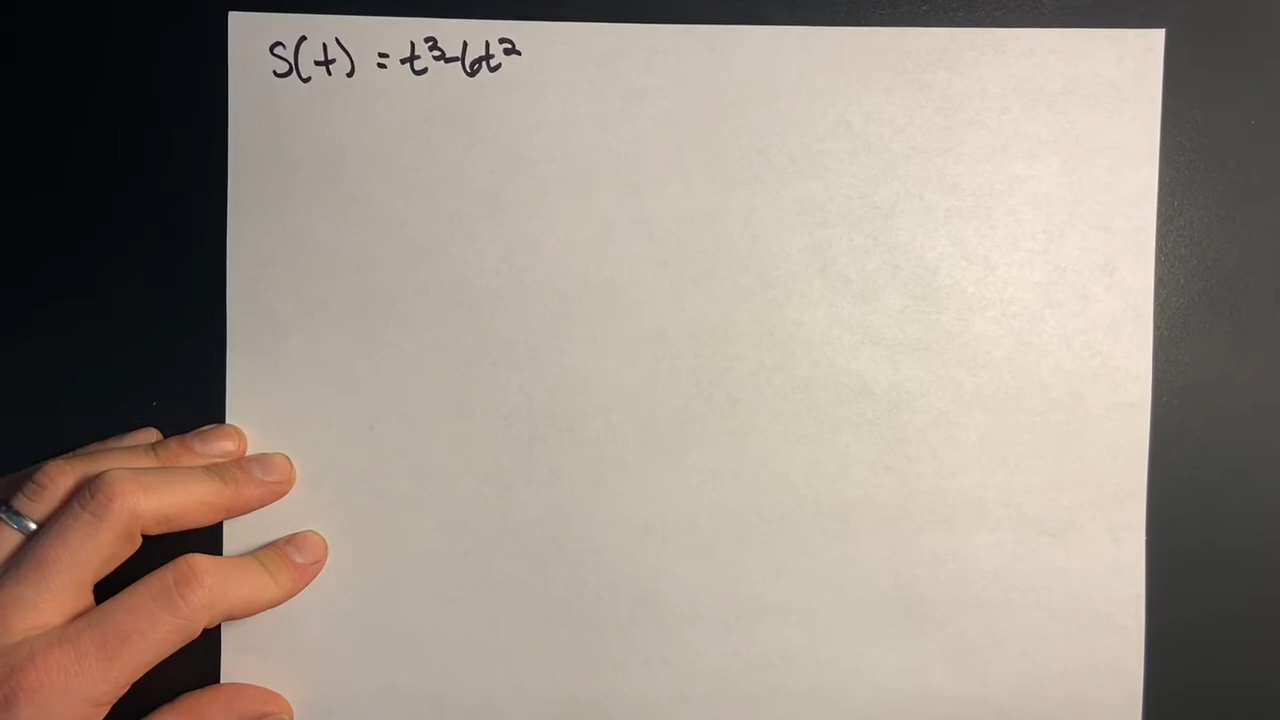 S(t) = t³-6t²